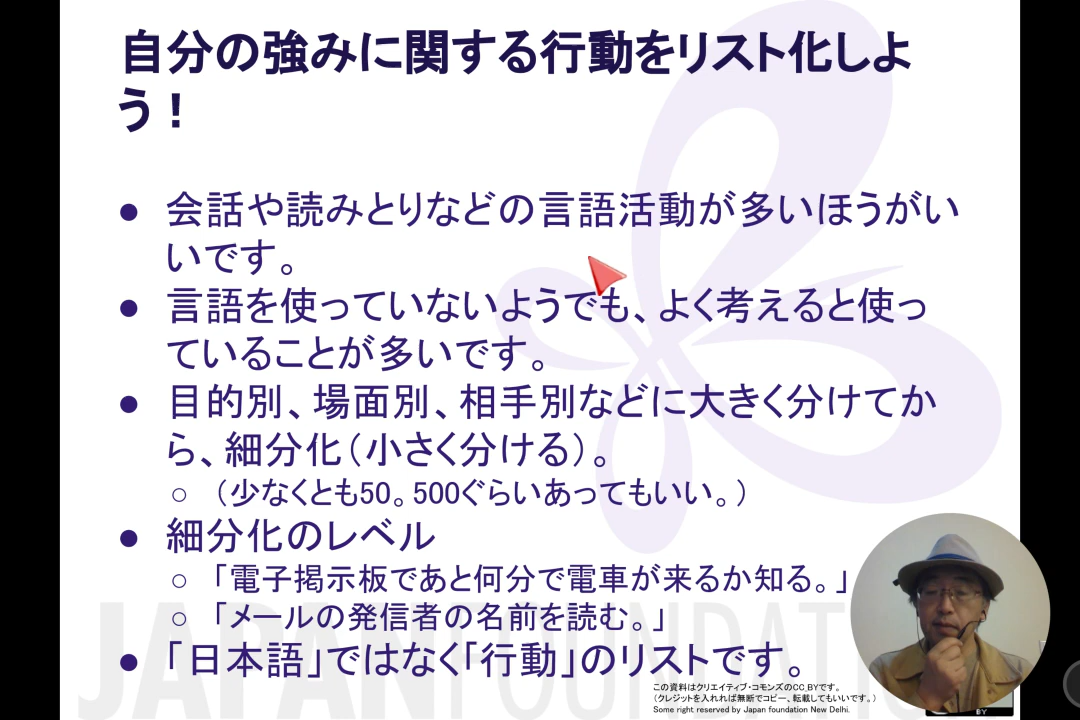 自分の強みに関する行動をリスト化しよ
う！
● 会話や読みとりなどの言語活動が多いほうがい
いです。
● 言語を使っていないようでも、よく考えると使っ
ていることが多いです。
● 目的別、場面別、相手別などに大きく分けてか
ら、細分化（小さく分ける）。
○ （少なくとも50。500ぐらいあってもいい。）
● 細分化のレベル
○ 「電子掲示板であと何分で電車が来るか知る。」
○ 「メールの発信者の名前を読む。」
● 「日本語」ではなく「行動」のリストです。
JAPAN FOUNDATION
この資料はクリエイティブ・コモンズのCC_BYです。
（クレジットを入れれば無断でコピー、転載してもいいです。）
Some right reserved by Japan foundation New Delhi.
BY